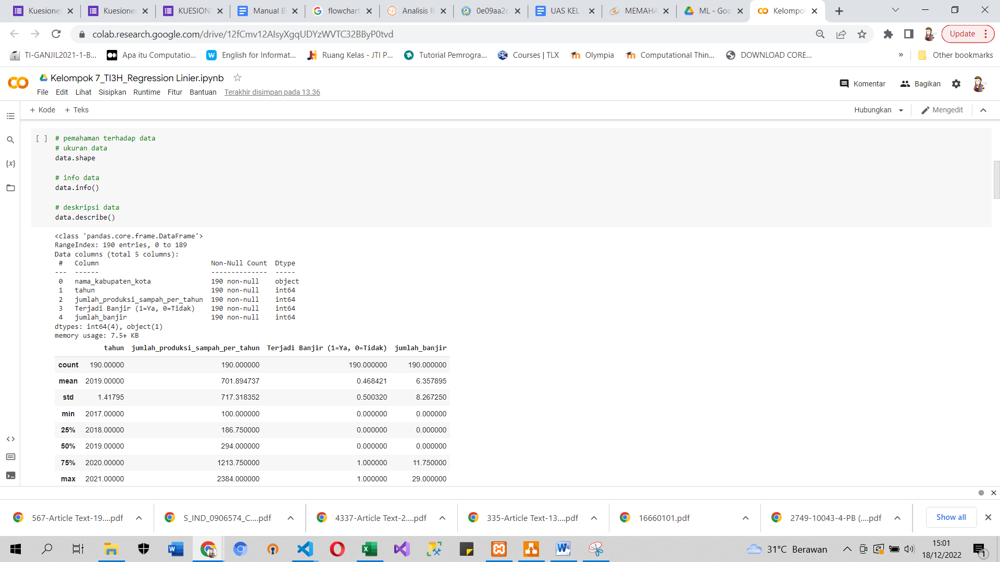 Kuesione
Kuesione
KUESION
Manual B
flowchart
Analisis R
0e09aa2c
UAS KEL
MEMAHA
ML - Goo
Kelompo
colab.research.google.com/drive/12fCmv12AIsyXgqUDYzWVTC32BByP0tvd
Update
TI-GANJIL2021-1-B...
Apa itu Computatio...
English for Informat...
Ruang Kelas - JTI P...
Tutorial Pemrogra...
Courses | TLX
Olympia
Computational Thin...
DOWNLOAD CORE...
»
Other bookmarks
Kelompok 7_TI3H_Regression Linier.ipynb
File Edit Lihat Sisipkan Runtime Fitur Bantuan Terakhir disimpan pada 13.36
Komentar
Bagikan
+ Kode + Teks
Hubungkan
Mengedit
[ ] # pemahaman terhadap data
# ukuran data
data.shape
# info data
data.info()
# deskripsi data
data.describe()
<class 'pandas.core.frame.DataFrame'>
RangeIndex: 190 entries, 0 to 189
Data columns (total 5 columns):
# Column Non-Null Count Dtype
--- ------ -------------- -----
0 nama_kabupaten_kota 190 non-null object
1 tahun 190 non-null int64
2 jumlah_produksi_sampah_per_tahun 190 non-null int64
3 Terjadi Banjir (1=Ya, 0=Tidak) 190 non-null int64
4 jumlah_banjir 190 non-null int64
dtypes: int64(4), object(1)
memory usage: 7.5+ KB
tahun jumlah_produksi_sampah_per_tahun Terjadi Banjir (1=Ya, 0=Tidak) jumlah_banjir
count 190.00000 190.000000 190.000000 190.000000
mean 2019.00000 701.894737 0.468421 6.357895
std 1.41795 717.318352 0.500320 8.267250
min 2017.00000 100.000000 0.000000 0.000000
25% 2018.00000 186.750000 0.000000 0.000000
50% 2019.00000 294.000000 0.000000 0.000000
75% 2020.00000 1213.750000 1.000000 11.750000
max 2021.00000 2384.000000 1.000000 29.000000
567-Article Text-19....pdf
S_IND_0906574_C....pdf
4337-Article Text-2....pdf
335-Article Text-13....pdf
16660101.pdf
2749-10043-4-PB (....pdf
Show all
31°C Berawan
15:01
18/12/2022
1